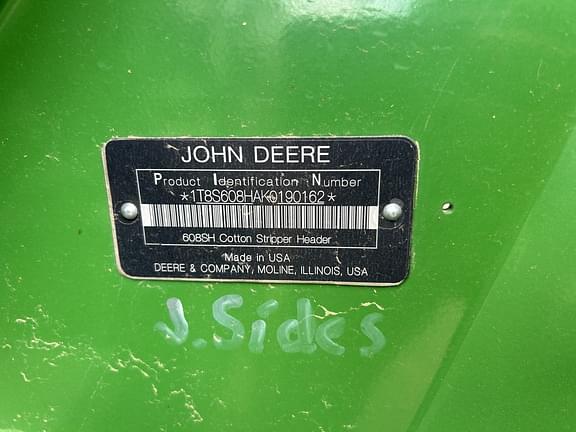 JOHN DEERE
Product Identification Number
*1T8S608HAK0190162*
608SH Cotton Stripper Header
Made in USA
DEERE & COMPANY, MOLINE, ILLINOIS, USA
J.Sides